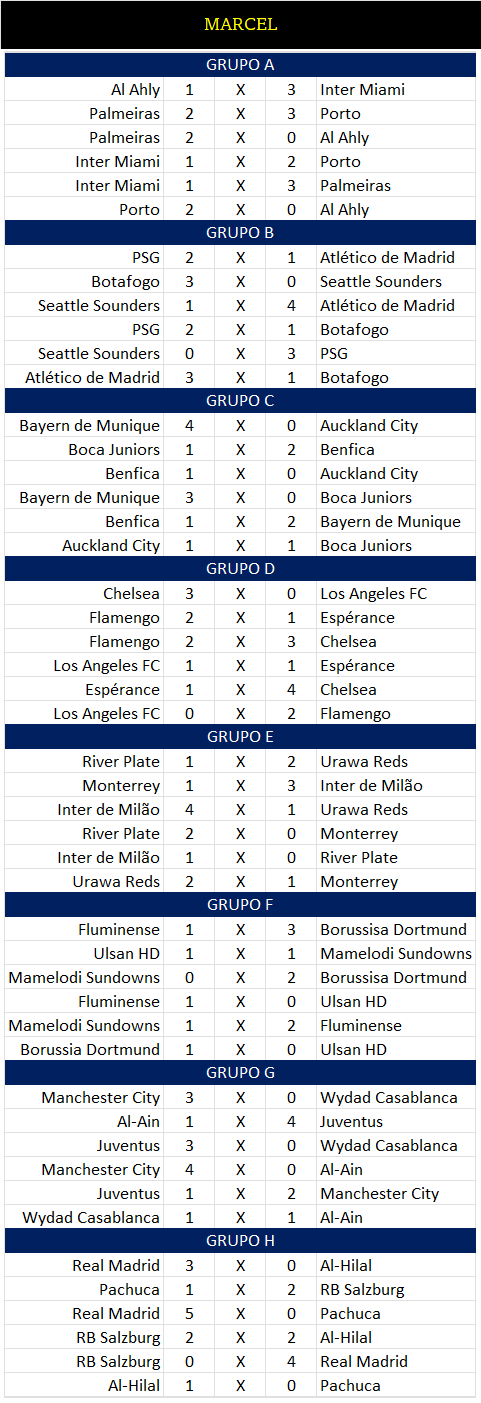 MARCEL
GRUPO A
Al Ahly 1 X 3 Inter Miami
Palmeiras 2 X 3 Porto
Palmeiras 2 X 0 Al Ahly
Inter Miami 1 X 2 Porto
Inter Miami 1 X 3 Palmeiras
Porto 2 X 0 Al Ahly
GRUPO B
PSG 2 X 1 Atlético de Madrid
Botafogo 3 X 0 Seattle Sounders
Seattle Sounders 1 X 4 Atlético de Madrid
PSG 2 X 1 Botafogo
Seattle Sounders 0 X 3 PSG
Atlético de Madrid 3 X 1 Botafogo
GRUPO C
Bayern de Munique 4 X 0 Auckland City
Boca Juniors 1 X 2 Benfica
Benfica 1 X 0 Auckland City
Bayern de Munique 3 X 0 Boca Juniors
Benfica 1 X 2 Bayern de Munique
Auckland City 1 X 1 Boca Juniors
GRUPO D
Chelsea 3 X 0 Los Angeles FC
Flamengo 2 X 1 Espérance
Flamengo 2 X 3 Chelsea
Los Angeles FC 1 X 1 Espérance
Espérance 1 X 4 Chelsea
Los Angeles FC 0 X 2 Flamengo
GRUPO E
River Plate 1 X 2 Urawa Reds
Monterrey 1 X 3 Inter de Milão
Inter de Milão 4 X 1 Urawa Reds
River Plate 2 X 0 Monterrey
Inter de Milão 1 X 0 River Plate
Urawa Reds 2 X 1 Monterrey
GRUPO F
Fluminense 1 X 3 Borussisa Dortmund
Ulsan HD 1 X 1 Mamelodi Sundowns
Mamelodi Sundowns 0 X 2 Borussisa Dortmund
Fluminense 1 X 0 Ulsan HD
Mamelodi Sundowns 1 X 2 Fluminense
Borussia Dortmund 1 X 0 Ulsan HD
GRUPO G
Manchester City 3 X 0 Wydad Casablanca
Al-Ain 1 X 4 Juventus
Juventus 3 X 0 Wydad Casablanca
Manchester City 4 X 0 Al-Ain
Juventus 1 X 2 Manchester City
Wydad Casablanca 1 X 1 Al-Ain
GRUPO H
Real Madrid 3 X 0 Al-Hilal
Pachuca 1 X 2 RB Salzburg
Real Madrid 5 X 0 Pachuca
RB Salzburg 2 X 2 Al-Hilal
RB Salzburg 0 X 4 Real Madrid
Al-Hilal 1 X 0 Pachuca